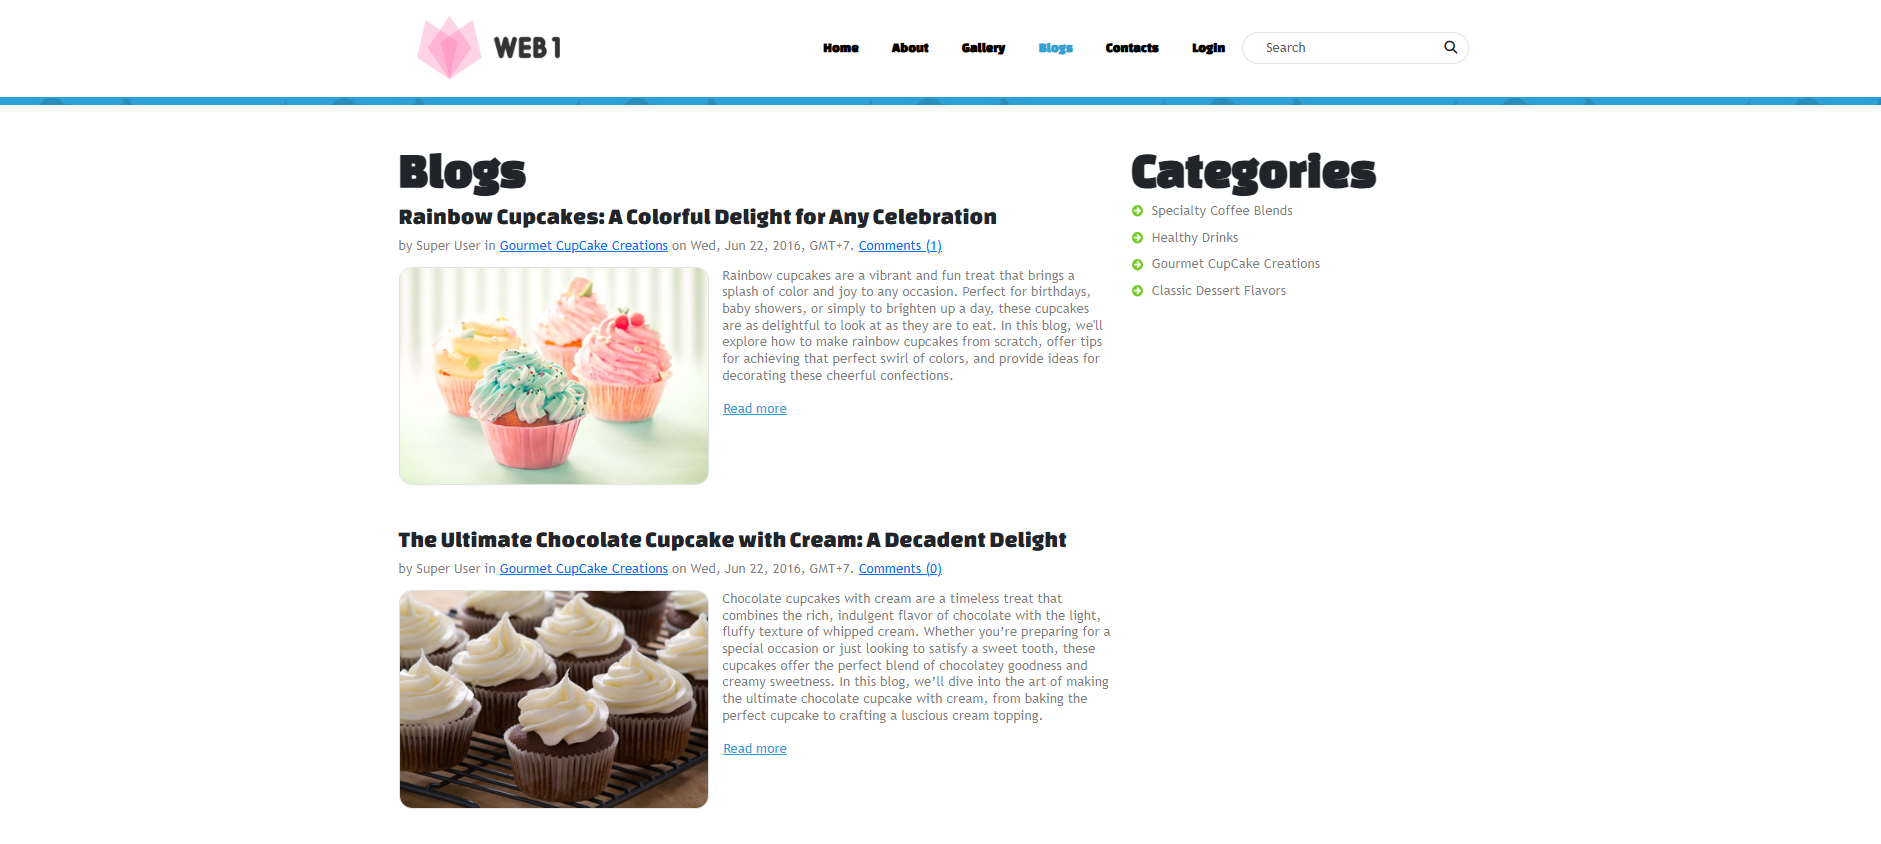 WEB 1
Home About Gallery Blogs Contacts Login Search
Blogs
Rainbow Cupcakes: A Colorful Delight for Any Celebration
by Super User in Gourmet CupCake Creations on Wed, Jun 22, 2016, GMT+7. Comments (1)
Rainbow cupcakes are a vibrant and fun treat that brings a
splash of color and joy to any occasion. Perfect for birthdays,
baby showers, or simply to brighten up a day, these cupcakes
are as delightful to look at as they are to eat. In this blog, we'll
explore how to make rainbow cupcakes from scratch, offer tips
for achieving that perfect swirl of colors, and provide ideas for
decorating these cheerful confections.
Read more
The Ultimate Chocolate Cupcake with Cream: A Decadent Delight
by Super User in Gourmet CupCake Creations on Wed, Jun 22, 2016, GMT+7. Comments (0)
Chocolate cupcakes with cream are a timeless treat that
combines the rich, indulgent flavor of chocolate with the light,
fluffy texture of whipped cream. Whether you’re preparing for a
special occasion or just looking to satisfy a sweet tooth, these
cupcakes offer the perfect blend of chocolatey goodness and
creamy sweetness. In this blog, we’ll dive into the art of making
the ultimate chocolate cupcake with cream, from baking the
perfect cupcake to crafting a luscious cream topping.
Read more
Categories
Specialty Coffee Blends
Healthy Drinks
Gourmet CupCake Creations
Classic Dessert Flavors